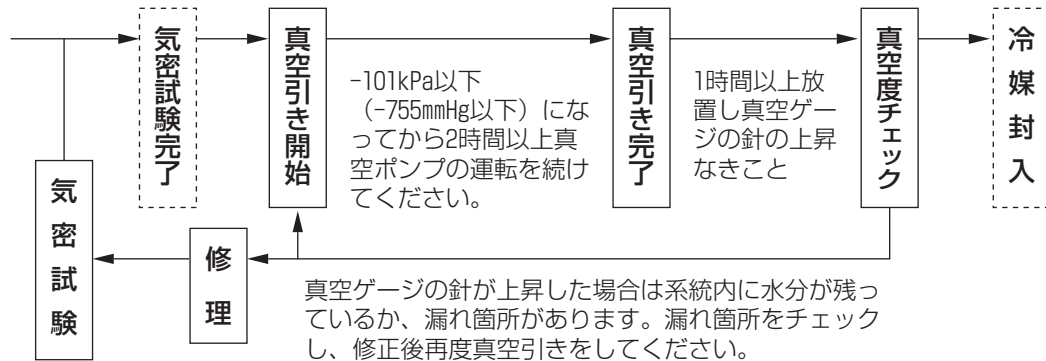 気密試験完了
真空引き開始
-101kPa以下
（-755mmHg以下）にな
ってから2時間以上真
空ポンプの運転を続け
てください。
真空引き完了
1時間以上放
置し真空ゲー
ジの針の上昇
なきこと
真空度チェック
冷媒封入
気密試験
修理
真空ゲージの針が上昇した場合は系統内に水分が残っ
ているか、漏れ箇所があります。漏れ箇所をチェック
し、修正後再度真空引きをしてください。